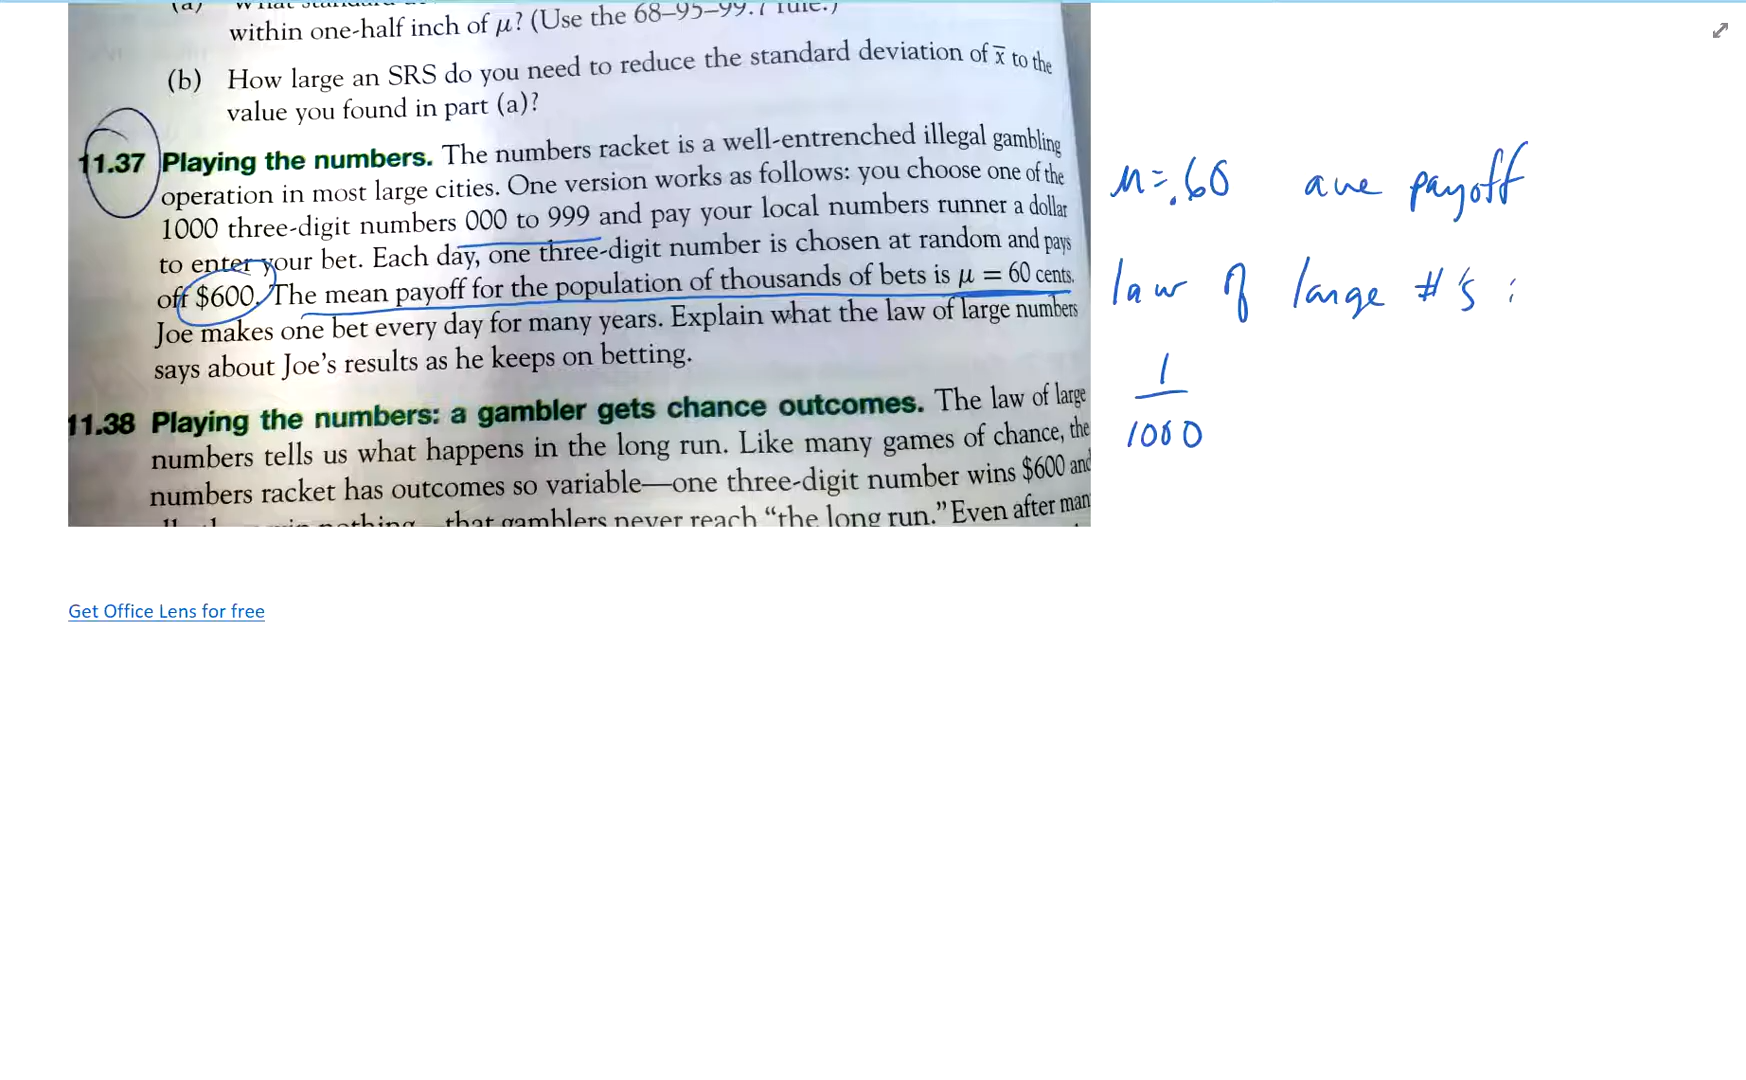 within one-half inch of μ? (Use the 68–95–99.7 rule.)
(b) How large an SRS do you need to reduce the standard deviation of x̅ to the
value you found in part (a)?
11.37 Playing the numbers. The numbers racket is a well-entrenched illegal gambling
operation in most large cities. One version works as follows: you choose one of the
1000 three-digit numbers 000 to 999 and pay your local numbers runner a dollar
to enter your bet. Each day, one three-digit number is chosen at random and pays
off $600. The mean payoff for the population of thousands of bets is μ = 60 cents.
Joe makes one bet every day for many years. Explain what the law of large numbers
says about Joe's results as he keeps on betting.
11.38 Playing the numbers: a gambler gets chance outcomes. The law of large
numbers tells us what happens in the long run. Like many games of chance, the
numbers racket has outcomes so variable—one three-digit number wins $600 and
nothing—that gamblers never reach "the long run." Even after man
μ=.60 ave payoff
law of large #'s :
1
1000
Get Office Lens for free